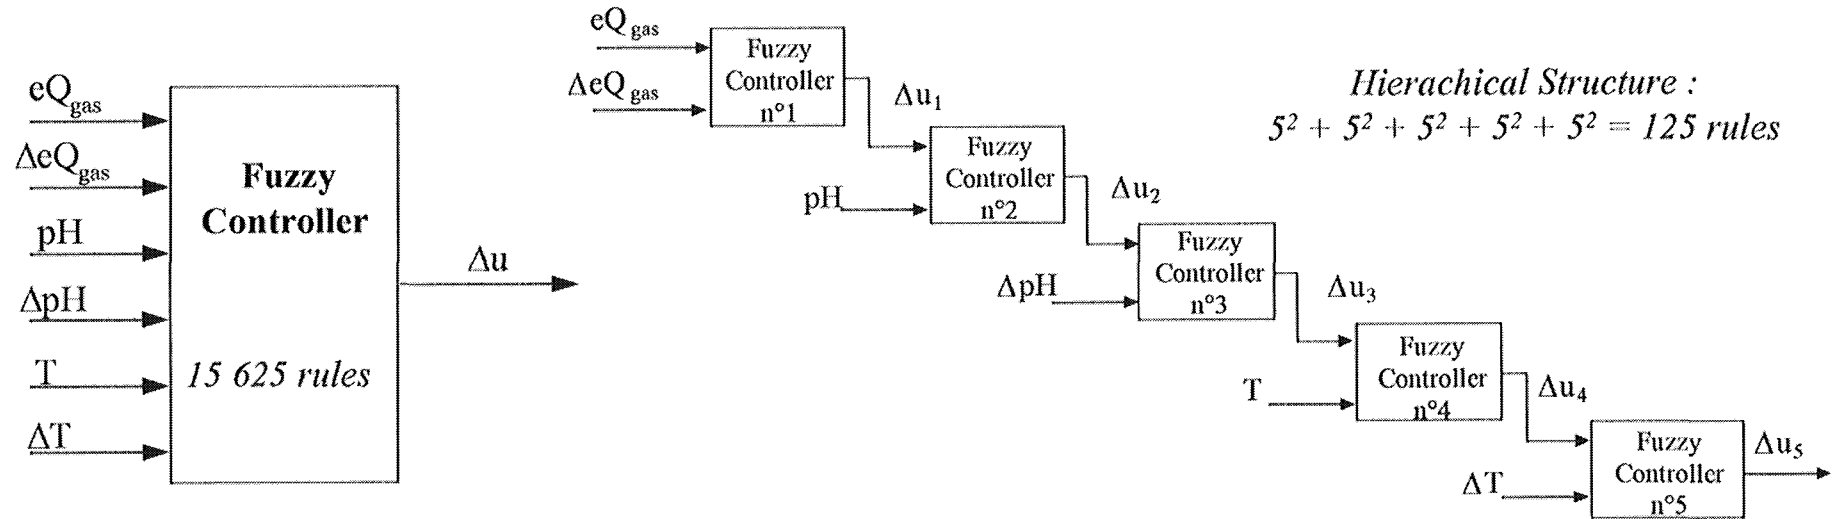 eQgas
ΔeQgas
pH
ΔpH
T
ΔT
Fuzzy
Controller
15 625 rules
Δu
eQ gas
ΔeQ gas
Fuzzy
Controller
n°1
Δu1
pH
Fuzzy
Controller
n°2
Δu2
ΔpH
Fuzzy
Controller
n°3
Δu3
T
Fuzzy
Controller
n°4
Δu4
ΔT
Fuzzy
Controller
n°5
Δu5
Hierachical Structure :
5² + 5² + 5² + 5² + 5² = 125 rules